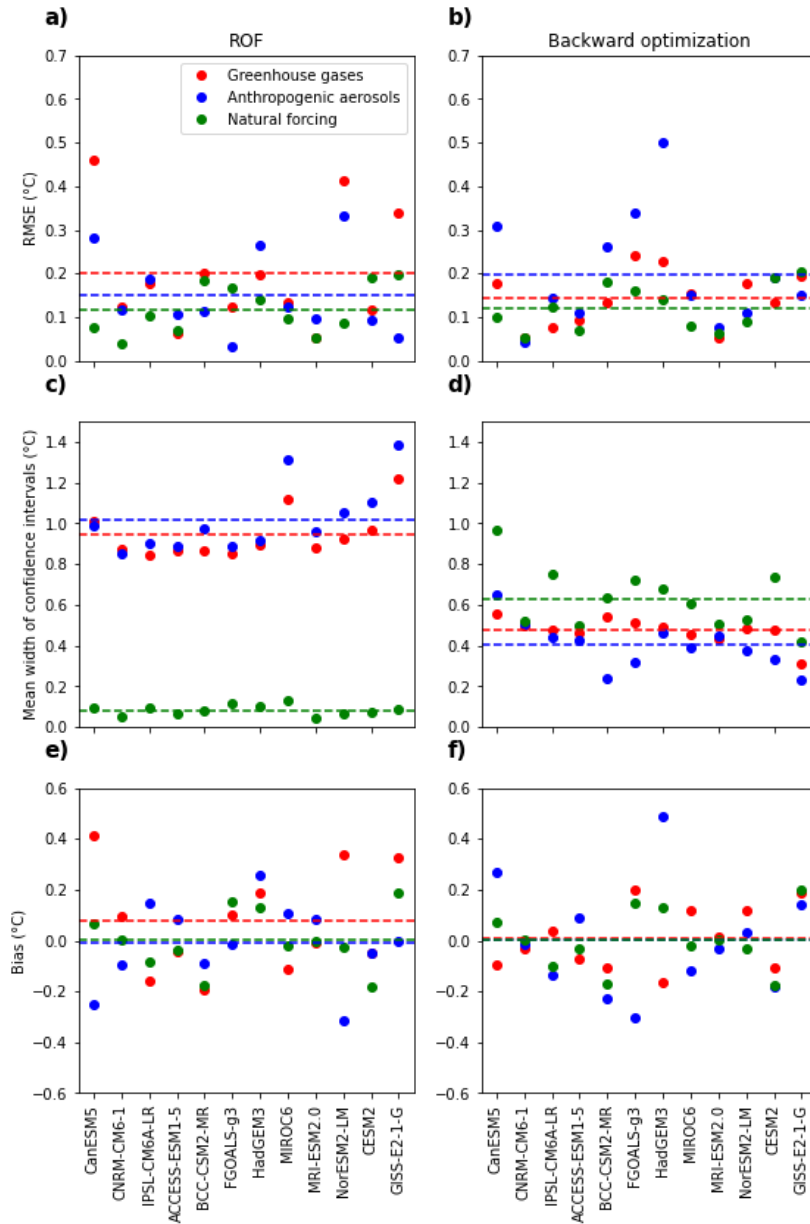 a)
b)
ROF
Backward optimization
0.7
0.6
0.5
0.4
0.3
0.2
0.1
0.0
RMSE (°C)
Greenhouse gases
Anthropogenic aerosols
Natural forcing
0.7
0.6
0.5
0.4
0.3
0.2
0.1
0.0
c)
d)
1.4
1.2
1.0
0.8
0.6
0.4
0.2
0.0
Mean width of confidence intervals (°C)
1.4
1.2
1.0
0.8
0.6
0.4
0.2
0.0
e)
f)
0.6
0.4
0.2
0.0
−0.2
−0.4
−0.6
Bias (°C)
0.6
0.4
0.2
0.0
−0.2
−0.4
−0.6
CanESM5
CNRM-CM6-1
IPSL-CM6A-LR
ACCESS-ESM1-5
BCC-CSM2-MR
FGOALS-g3
HadGEM3
MIROC6
MRI-ESM2.0
NorESM2-LM
CESM2
GISS-E2-1-G
CanESM5
CNRM-CM6-1
IPSL-CM6A-LR
ACCESS-ESM1-5
BCC-CSM2-MR
FGOALS-g3
HadGEM3
MIROC6
MRI-ESM2.0
NorESM2-LM
CESM2
GISS-E2-1-G